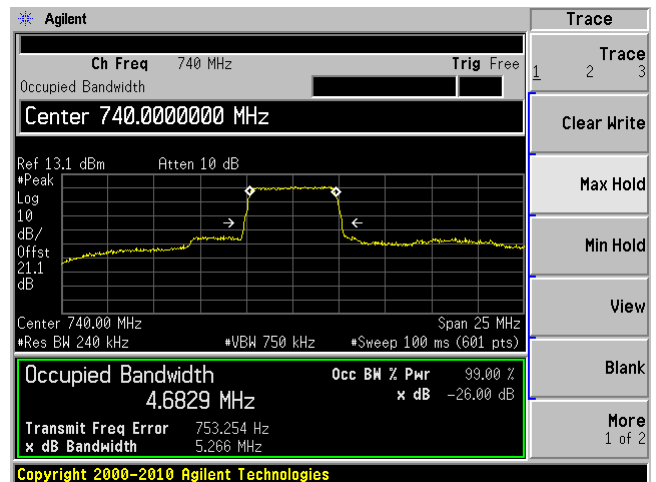 Agilent
Trace
Ch Freq 740 MHz Trig Free
Occupied Bandwidth
Center 740.0000000 MHz
Ref 13.1 dBm Atten 10 dB
#Peak
Log
10
dB/
Offst
21.1
dB
Center 740.00 MHz Span 25 MHz
#Res BW 240 kHz #VBW 750 kHz #Sweep 100 ms (601 pts)
Occupied Bandwidth Occ BW % Pwr 99.00 %
4.6829 MHz x dB -26.00 dB
Transmit Freq Error 753.254 Hz
x dB Bandwidth 5.266 MHz
Copyright 2000-2010 Agilent Technologies
Trace
1 2 3
Clear Write
Max Hold
Min Hold
View
Blank
More
1 of 2